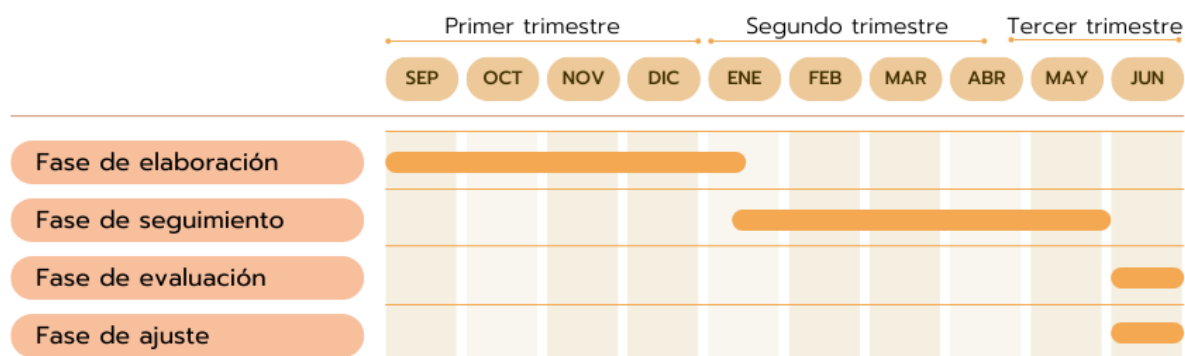 Primer trimestre Segundo trimestre Tercer trimestre
SEP OCT NOV DIC ENE FEB MAR ABR MAY JUN
Fase de elaboración
Fase de seguimiento
Fase de evaluación
Fase de ajuste